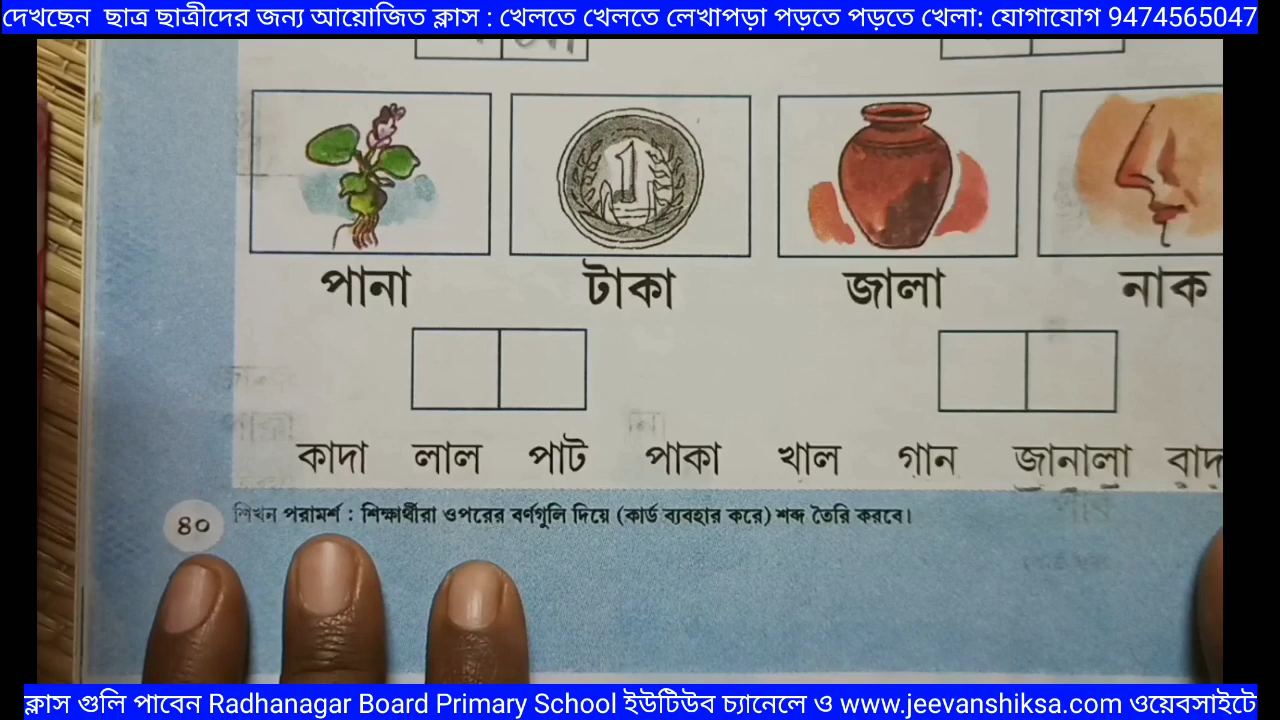 দেখছেন ছাত্র ছাত্রীদের জন্য আয়োজিত ক্লাস : খেলতে খেলতে লেখাপড়া পড়তে পড়তে খেলা: যোগাযোগ 9474565047
1
পানা টাকা জালা নাক
কাদা লাল পাট পাকা খাল গান জানালা
৪০ শিখন পরামর্শ : শিক্ষার্থীরা ওপরের বর্ণগুলি দিয়ে (কার্ড ব্যবহার করে) শব্দ তৈরি করবে।
ক্লাস গুলি পাবেন Radhanagar Board Primary School ইউটিউব চ্যানেলে ও www.jeevanshiksa.com ওয়েবসাইটে